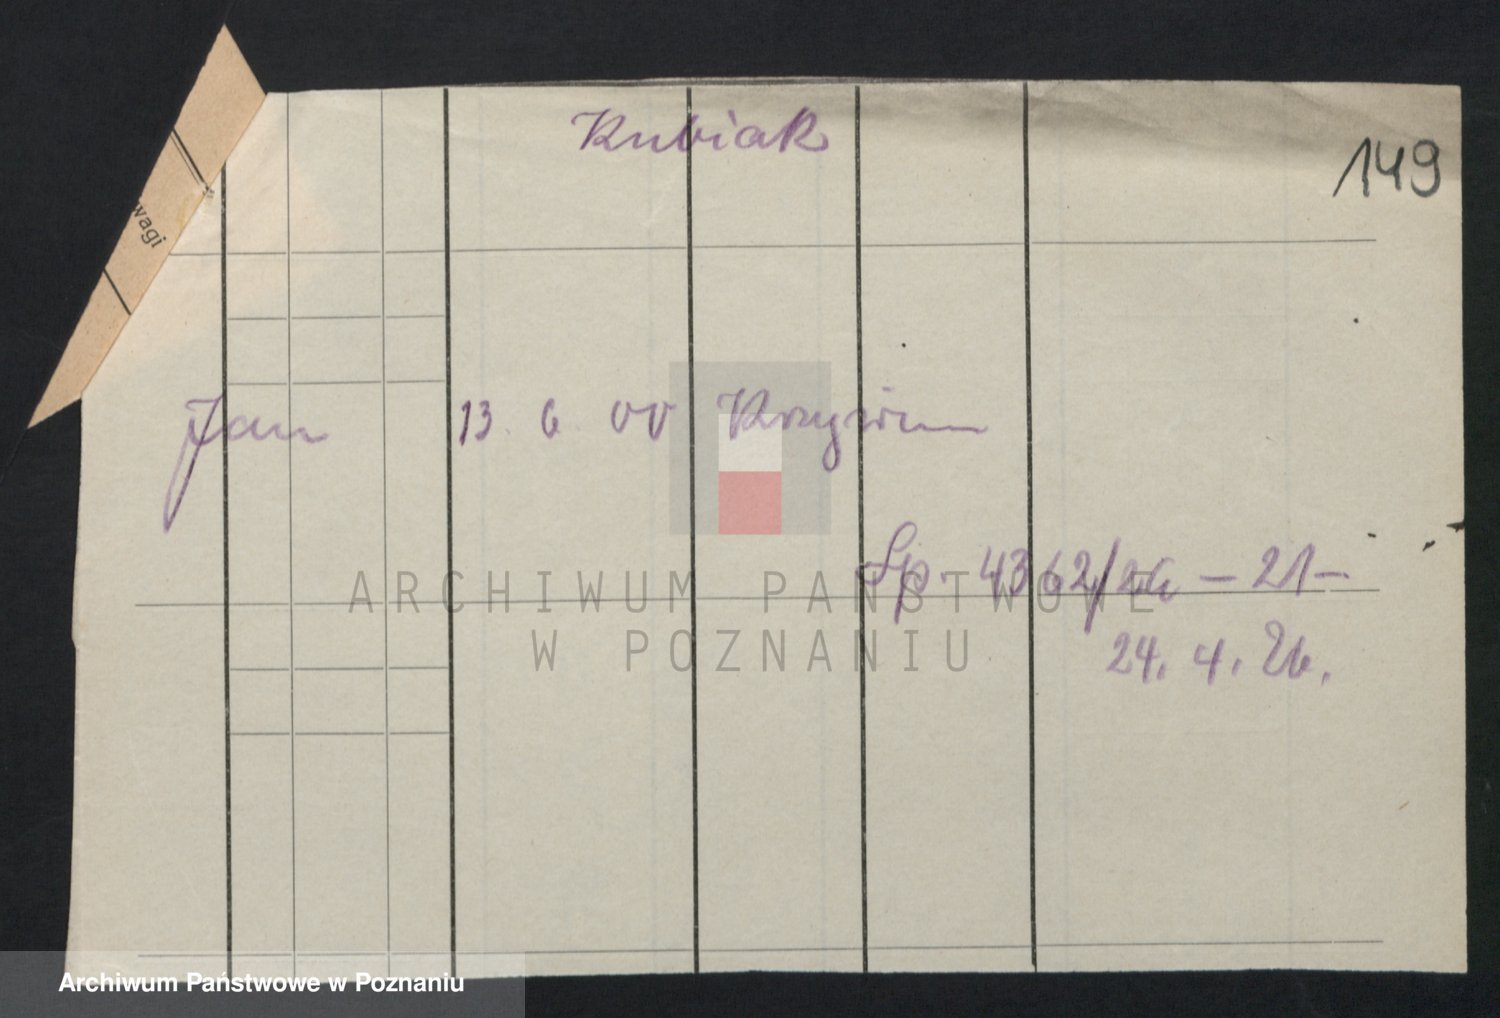 Kubiak
149
wagi
Jan 13. 6. 00 Krzywin
Sp. 4362/26 – 21 –
24. 4. 26.
ARCHIWUM PAŃSTWOWE
W POZNANIU
Archiwum Państwowe w Poznaniu